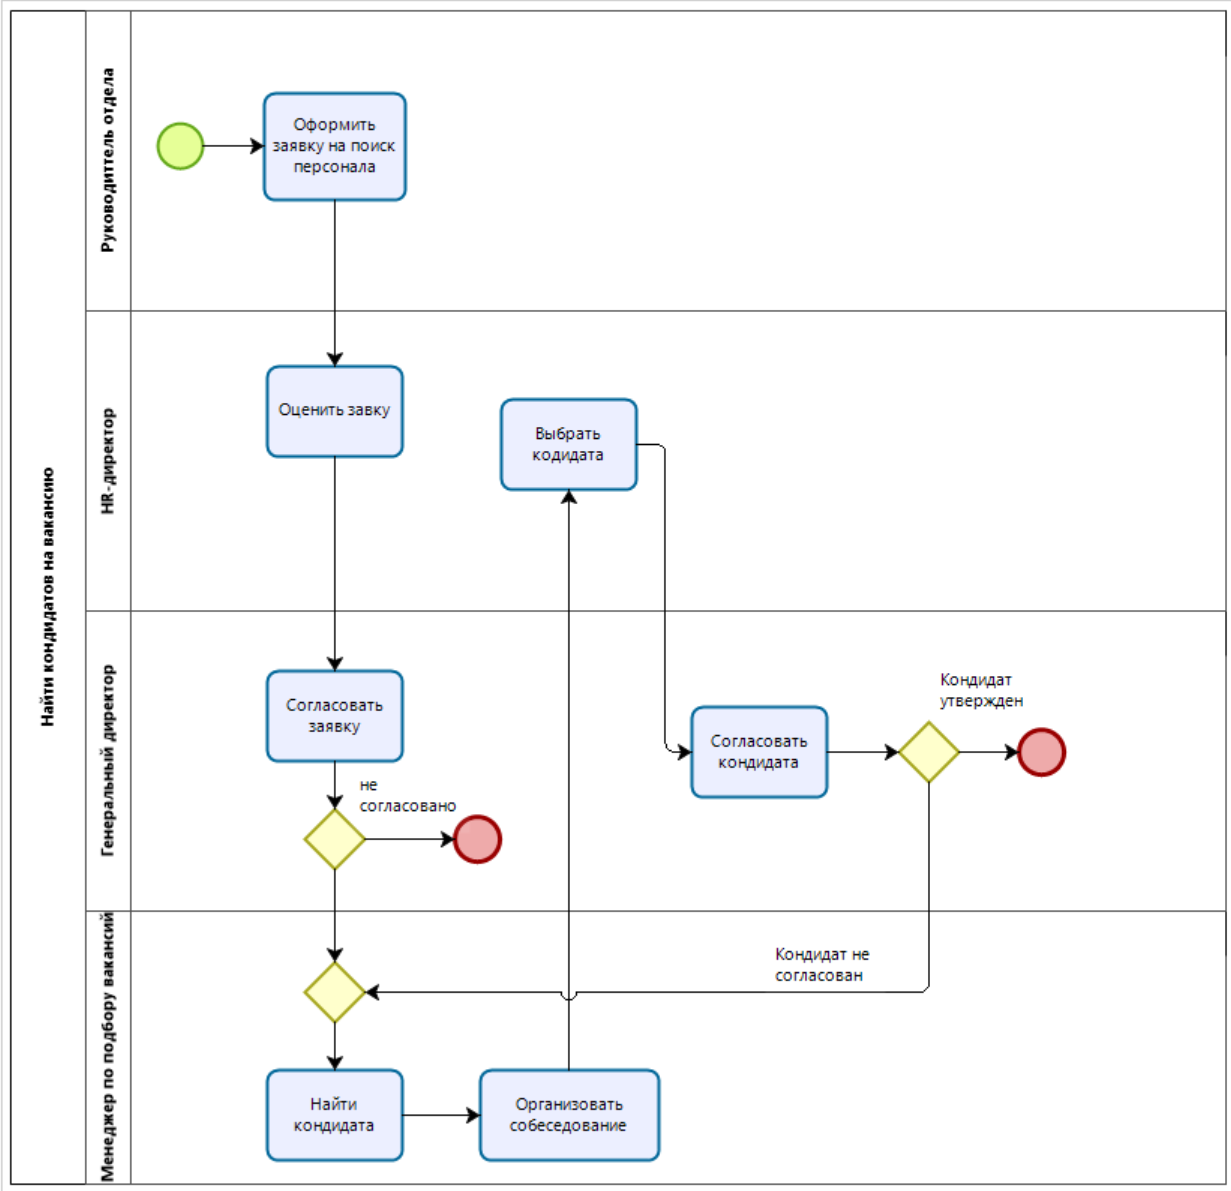 Найти кондидатов на вакансию
Руководиттель отдела
Оформить
заявку на поиск
персонала
HR-директор
Оценить завку
Выбрать
кодидата
Генеральный директор
Согласовать
заявку
не
согласовано
Согласовать
кондидата
Кондидат
утвержден
Менеджер по подбору вакансий
Кондидат не
согласован
Найти
кондидата
Организовать
собеседование